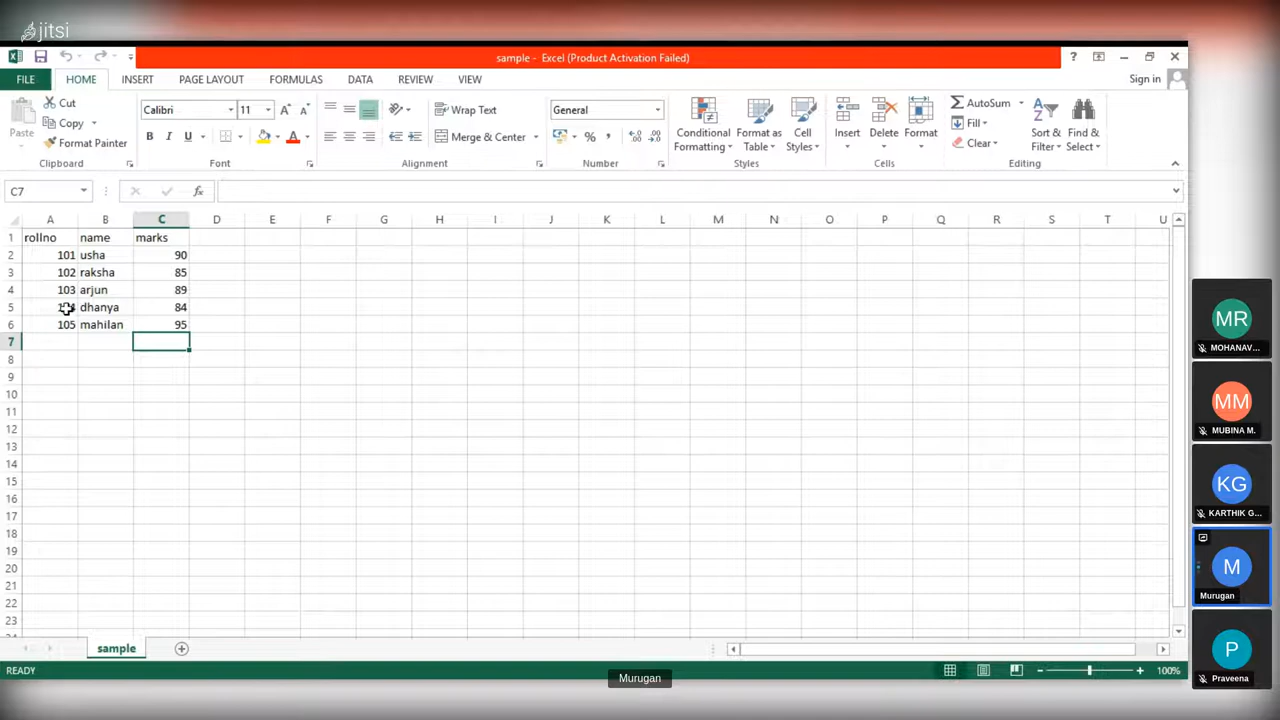 jitsi
sample - Excel (Product Activation Failed)
FILE HOME INSERT PAGE LAYOUT FORMULAS DATA REVIEW VIEW
Sign in
Paste
Cut
Copy
Format Painter
Clipboard
Calibri 11
B I U
Font
Wrap Text
Merge & Center
Alignment
General
Number
Conditional Formatting
Format as Table
Cell Styles
Styles
Insert
Delete
Format
Cells
AutoSum
Fill
Clear
Sort & Filter
Find & Select
Editing
C7
fx
A B C D E F G H I J K L M N O P Q R S T U
1 rollno name marks
2 101 usha 90
3 102 raksha 85
4 103 arjun 89
5 dhanya 84
6 105 mahilan 95
7
8
9
10
11
12
13
14
15
16
17
18
19
20
21
22
23
sample
READY
100%
MR
MOHANAV...
MM
MUBINA M.
KG
KARTHIK G...
M
Murugan
P
Praveena
Murugan